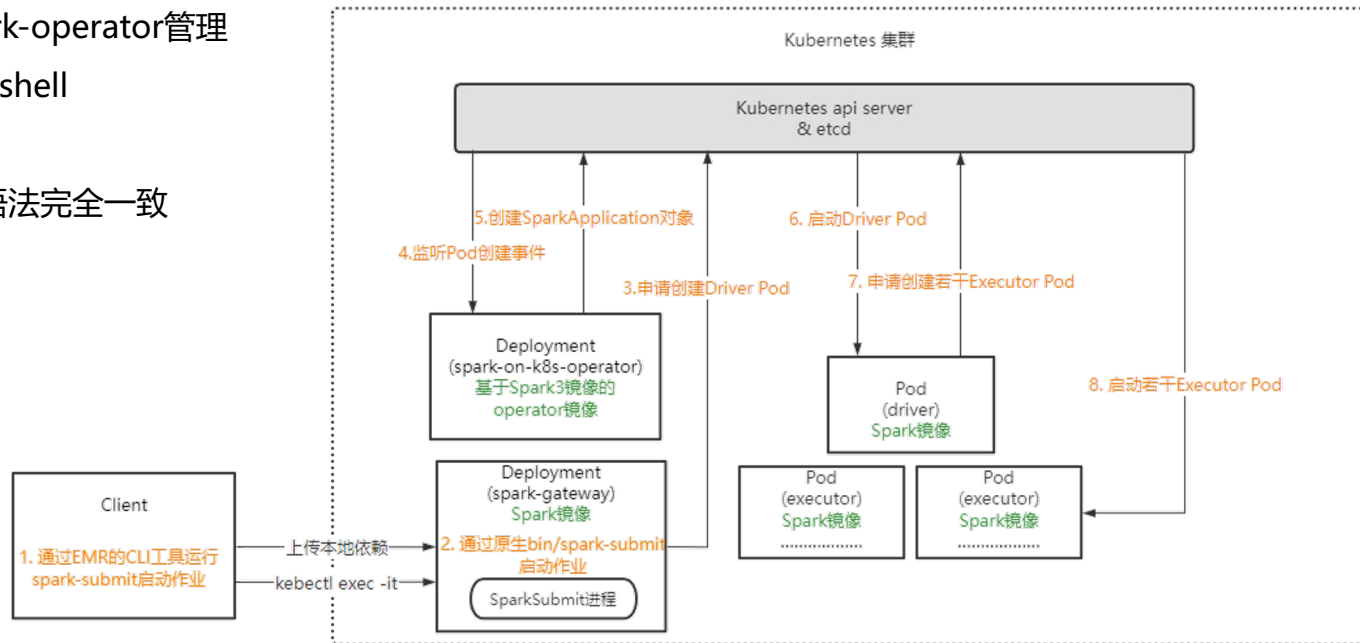 rk-operator管理
shell
语法完全一致
Kubernetes 集群
Kubernetes api server
& etcd
5.创建SparkApplication对象
6. 启动Driver Pod
4.监听Pod创建事件
7. 申请创建若干Executor Pod
3.申请创建Driver Pod
Deployment
(spark-on-k8s-operator)
基于Spark3镜像的
operator镜像
Pod
(driver)
Spark镜像
8. 启动若干Executor Pod
Deployment
(spark-gateway)
Spark镜像
2. 通过原生bin/spark-submit
启动作业
SparkSubmit进程
Pod
(executor)
Spark镜像
..................
Pod
(executor)
Spark镜像
..................
Client
1. 通过EMR的CLI工具运行
spark-submit启动作业
上传本地依赖
kebectl exec -it